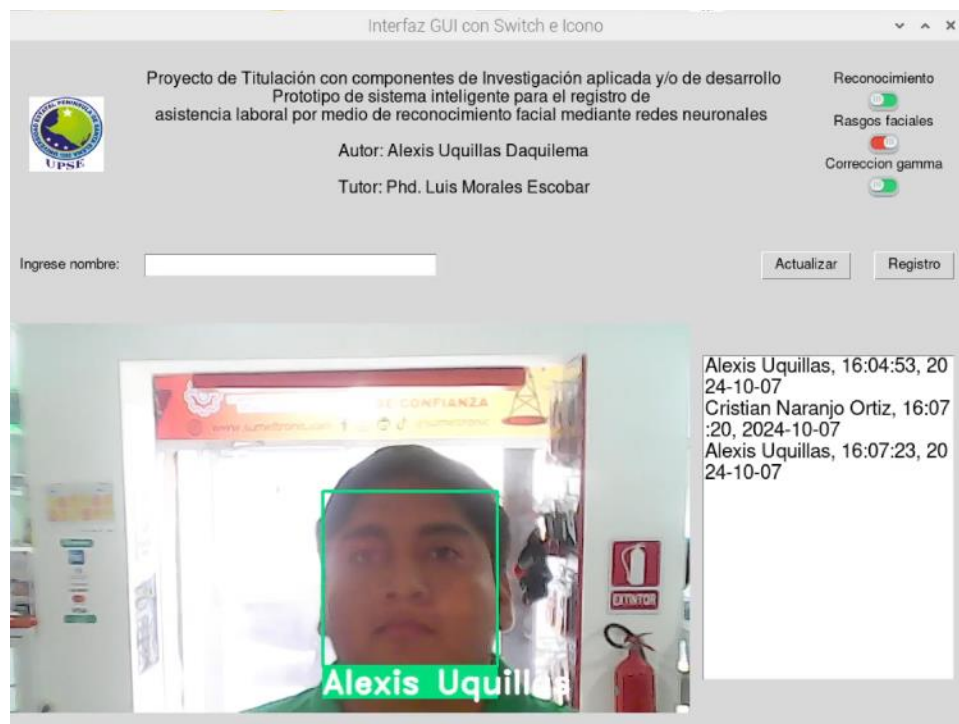 Interfaz GUI con Switch e Icono
Proyecto de Titulación con componentes de Investigación aplicada y/o de desarrollo
Prototipo de sistema inteligente para el registro de
asistencia laboral por medio de reconocimiento facial mediante redes neuronales
Autor: Alexis Uquillas Daquilema
Tutor: Phd. Luis Morales Escobar
UPSE
Reconocimiento
Rasgos faciales
Correccion gamma
Ingrese nombre:
Actualizar
Registro
CONFIANZA
EXTINTOR
Alexis Uquillas
Alexis Uquillas, 16:04:53, 20
24-10-07
Cristian Naranjo Ortiz, 16:07
:20, 2024-10-07
Alexis Uquillas, 16:07:23, 20
24-10-07